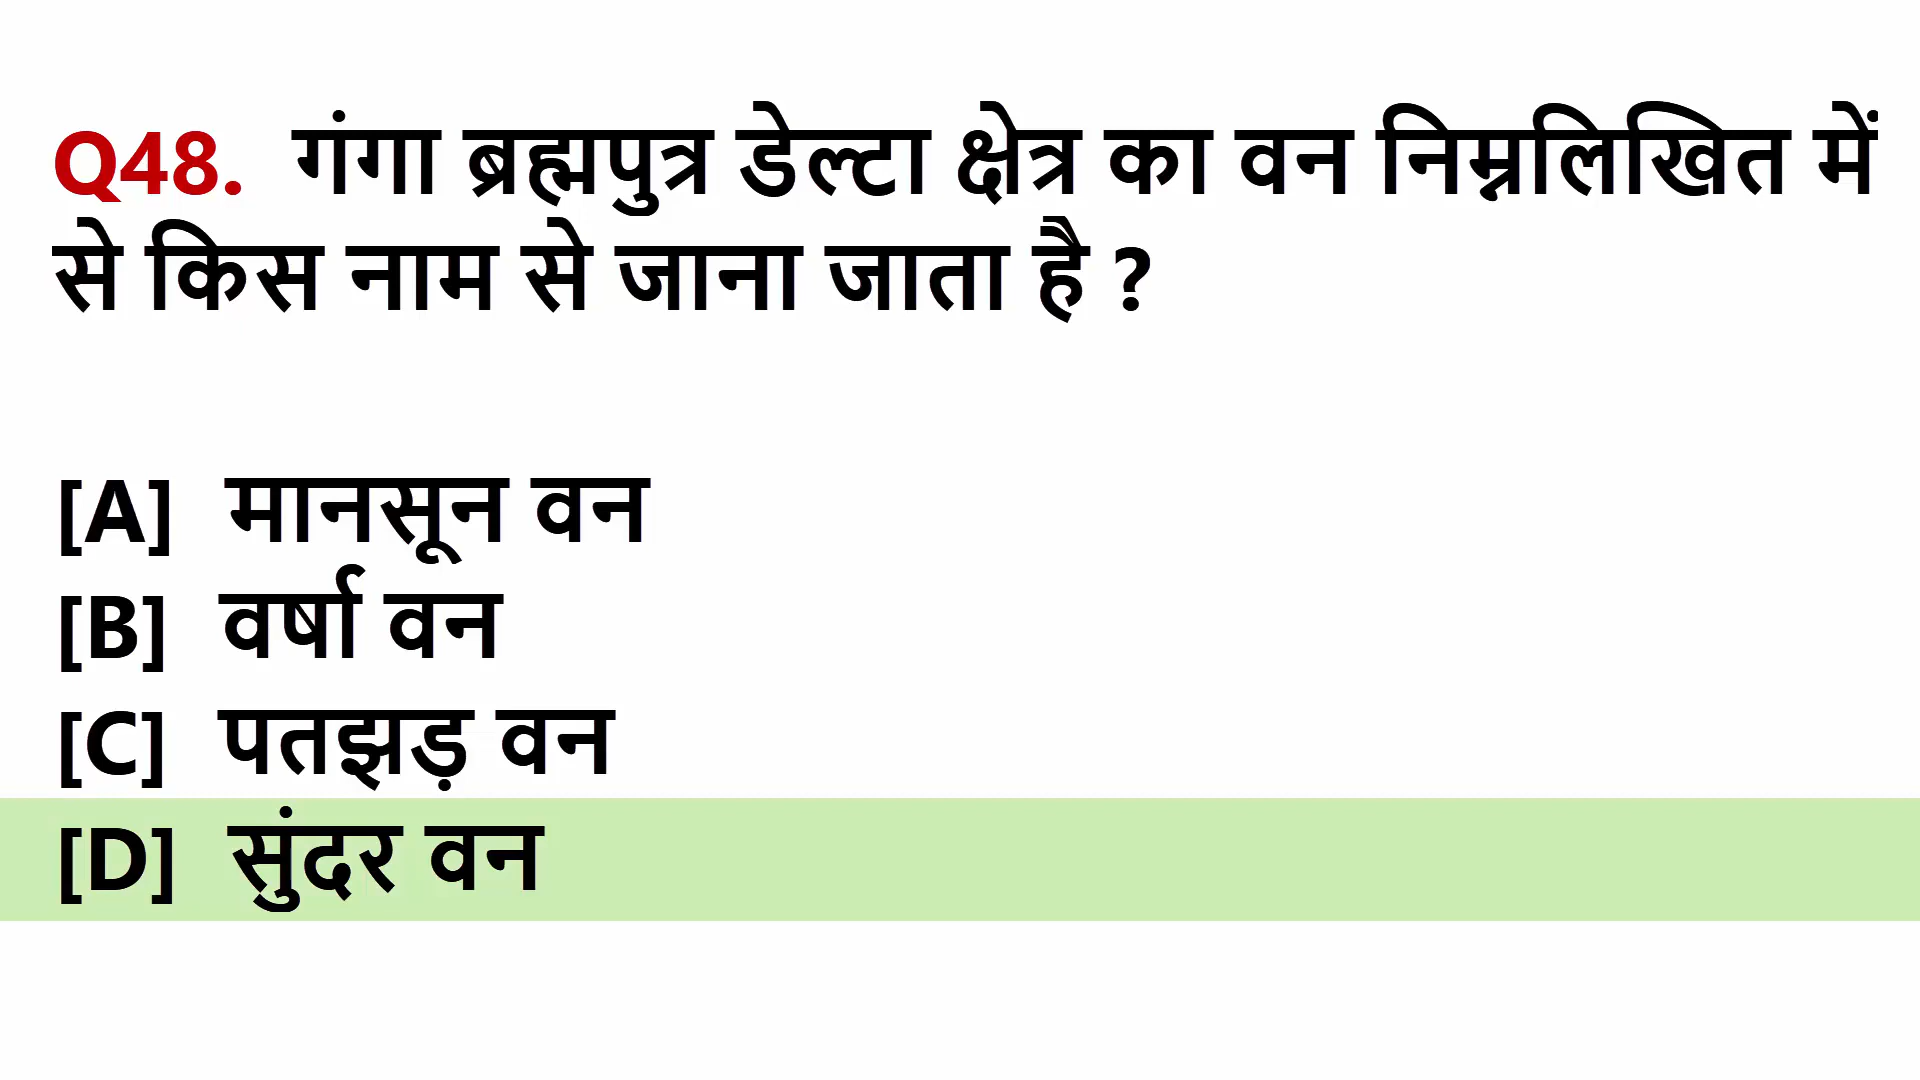 Q48. गंगा ब्रह्मपुत्र डेल्टा क्षेत्र का वन निम्नलिखित में
से किस नाम से जाना जाता है ?
[A] मानसून वन
[B] वर्षा वन
[C] पतझड़ वन
[D] सुंदर वन